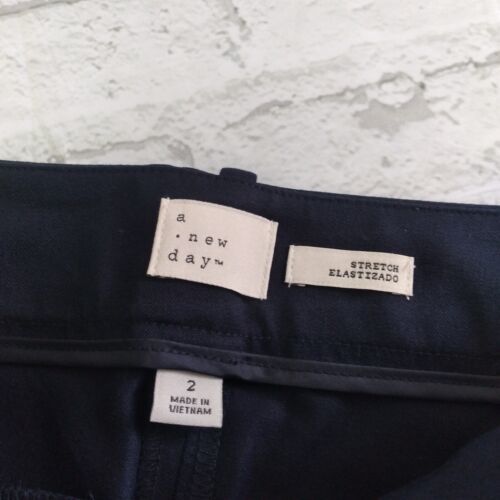 a
. new
day™
STRETCH
ELASTIZADO
2
MADE IN
VIETNAM